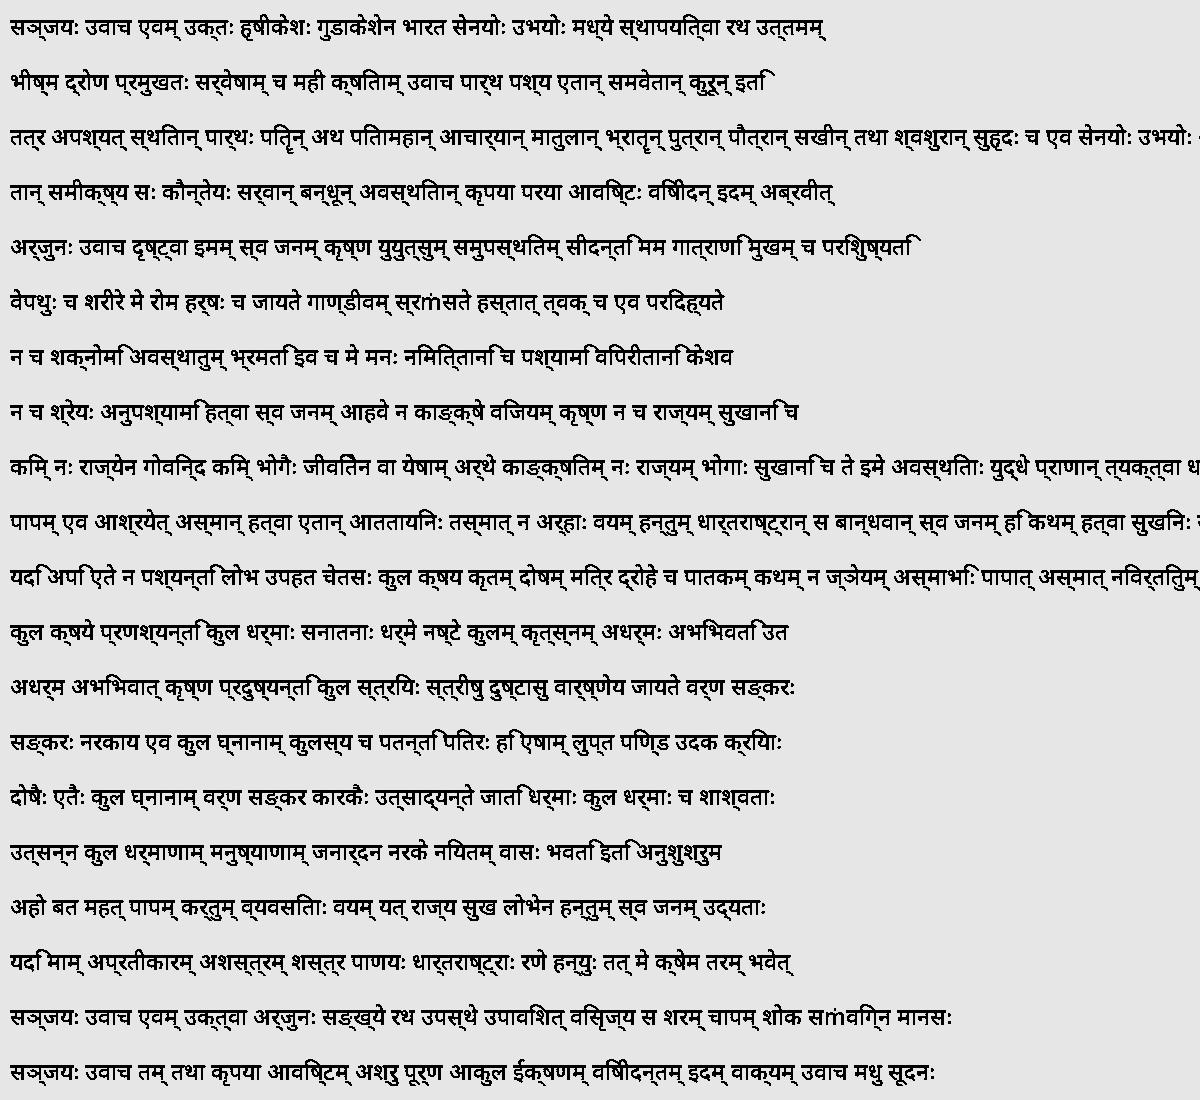 सञ्जयः उवाच एवम् उक्तः हृषीकेशः गुडाकेशेन भारत सेनयोः उभयोः मध्ये स्थापयित्वा रथ उत्तमम्
भीष्म द्रोण प्रमुखतः सर्वेषाम् च मही क्षिताम् उवाच पार्थ पश्य एतान् समवेतान् कुरून् इति
तत्र अपश्यत् स्थितान् पार्थः पितॄन् अथ पितामहान् आचार्यान् मातुलान् भ्रातॄन् पुत्रान् पौत्रान् सखीन् तथा श्वशुरान् सुहृदः च एव सेनयोः उभयोः
तान् समीक्ष्य सः कौन्तेयः सर्वान् बन्धून् अवस्थितान् कृपया परया आविष्टः विषीदन् इदम् अब्रवीत्
अर्जुनः उवाच दृष्ट्वा इमम् स्व जनम् कृष्ण युयुत्सुम् समुपस्थितम् सीदन्ति मम गात्राणि मुखम् च परिशुष्यति
वेपथुः च शरीरे मे रोम हर्षः च जायते गाण्डीवम् स्रṁसते हस्तात् त्वक् च एव परिदह्यते
न च शक्नोमि अवस्थातुम् भ्रमति इव च मे मनः निमित्तानि च पश्यामि विपरीतानि केशव
न च श्रेयः अनुपश्यामि हत्वा स्व जनम् आहवे न काङ्क्षे विजयम् कृष्ण न च राज्यम् सुखानि च
किम् नः राज्येन गोविन्द किम् भोगैः जीवितेन वा येषाम् अर्थे काङ्क्षितम् नः राज्यम् भोगाः सुखानि च ते इमे अवस्थिताः युद्धे प्राणान् त्यक्त्वा
पापम् एव आश्रयेत् अस्मान् हत्वा एतान् आततायिनः तस्मात् न अर्हाः वयम् हन्तुम् धार्तराष्ट्रान् स बान्धवान् स्व जनम् हि कथम् हत्वा सुखिनः
यदि अपि एते न पश्यन्ति लोभ उपहत चेतसः कुल क्षय कृतम् दोषम् मित्र द्रोहे च पातकम् कथम् न ज्ञेयम् अस्माभिः पापात् अस्मात् निवर्तितुम्
कुल क्षये प्रणश्यन्ति कुल धर्माः सनातनाः धर्मे नष्टे कुलम् कृत्स्नम् अधर्मः अभिभवति उत
अधर्म अभिभवात् कृष्ण प्रदुष्यन्ति कुल स्त्रियः स्त्रीषु दुष्टासु वार्ष्णेय जायते वर्ण सङ्करः
सङ्करः नरकाय एव कुल घ्नानाम् कुलस्य च पतन्ति पितरः हि एषाम् लुप्त पिण्ड उदक क्रियाः
दोषैः एतैः कुल घ्नानाम् वर्ण सङ्कर कारकैः उत्साद्यन्ते जाति धर्माः कुल धर्माः च शाश्वताः
उत्सन्न कुल धर्माणाम् मनुष्याणाम् जनार्दन नरके नियतम् वासः भवति इति अनुशुश्रुम
अहो बत महत् पापम् कर्तुम् व्यवसिताः वयम् यत् राज्य सुख लोभेन हन्तुम् स्व जनम् उद्यताः
यदि माम् अप्रतीकारम् अशस्त्रम् शस्त्र पाणयः धार्तराष्ट्राः रणे हन्युः तत् मे क्षेम तरम् भवेत्
सञ्जयः उवाच एवम् उक्त्वा अर्जुनः सङ्ख्ये रथ उपस्थे उपाविशत् विसृज्य स शरम् चापम् शोक सṁविग्न मानसः
सञ्जयः उवाच तम् तथा कृपया आविष्टम् अश्रु पूर्ण आकुल ईक्षणम् विषीदन्तम् इदम् वाक्यम् उवाच मधु सूदनः